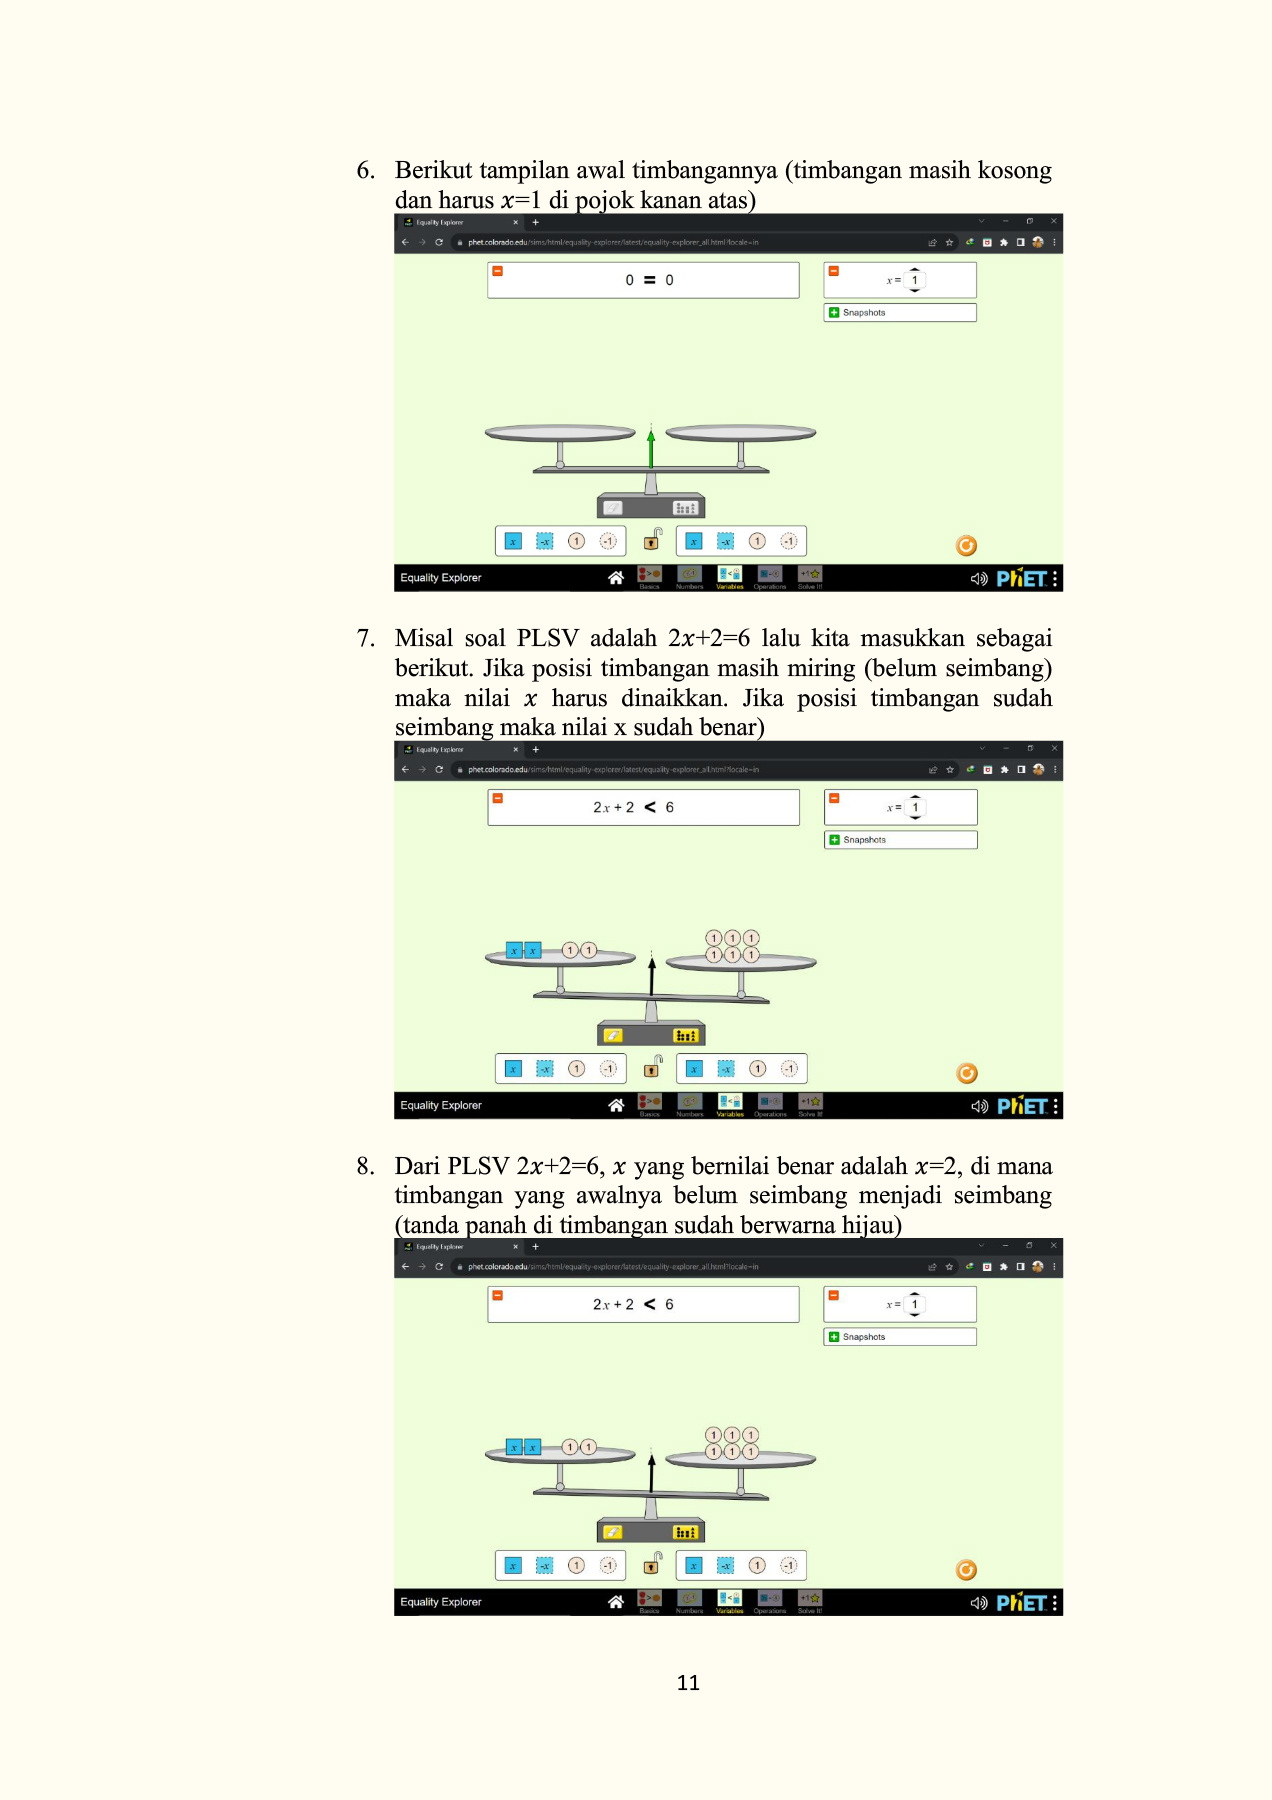 6. Berikut tampilan awal timbangannya (timbangan masih kosong
dan harus x=1 di pojok kanan atas)
Equality Explorer
phet.colorado.edu/sims/html/equality-explorer/latest/equality-explorer_all.html?locale=in
0 = 0
x = 1
Snapshots
x -x 1 -1 x -x 1 -1
Equality Explorer
Basics Numbers Variables Operations Solve It!
PhET
7. Misal soal PLSV adalah 2x+2=6 lalu kita masukkan sebagai
berikut. Jika posisi timbangan masih miring (belum seimbang)
maka nilai x harus dinaikkan. Jika posisi timbangan sudah
seimbang maka nilai x sudah benar)
Equality Explorer
phet.colorado.edu/sims/html/equality-explorer/latest/equality-explorer_all.html?locale=in
2x + 2 < 6
x = 1
Snapshots
1 1 1
x x 1 1 1 1 1
x -x 1 -1 x -x 1 -1
Equality Explorer
Basics Numbers Variables Operations Solve It!
PhET
8. Dari PLSV 2x+2=6, x yang bernilai benar adalah x=2, di mana
timbangan yang awalnya belum seimbang menjadi seimbang
(tanda panah di timbangan sudah berwarna hijau)
Equality Explorer
phet.colorado.edu/sims/html/equality-explorer/latest/equality-explorer_all.html?locale=in
2x + 2 < 6
x = 1
Snapshots
1 1 1
x x 1 1 1 1 1
x -x 1 -1 x -x 1 -1
Equality Explorer
Basics Numbers Variables Operations Solve It!
PhET
11